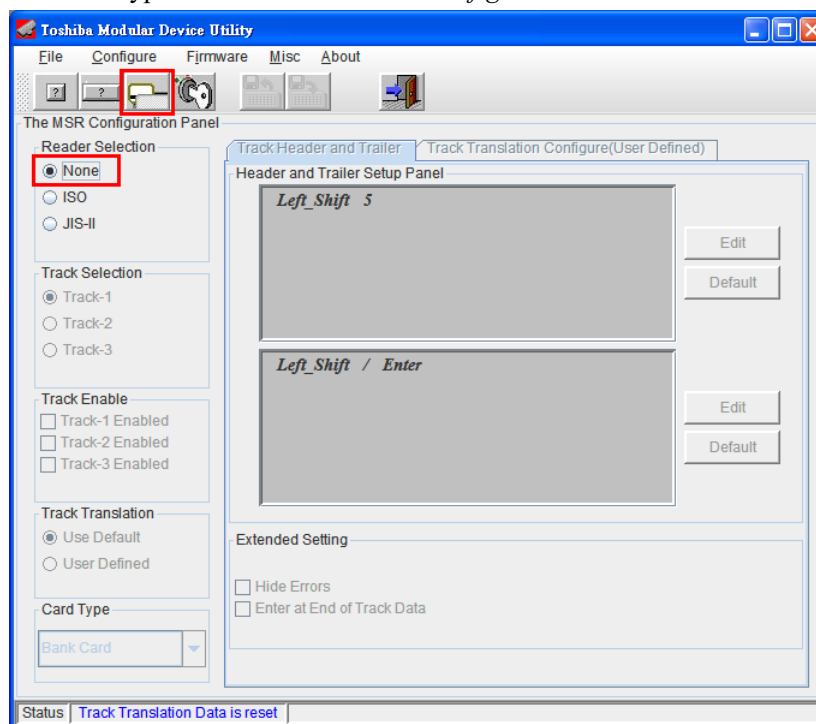 Toshiba Modular Device Utility
File Configure Firmware Misc About
? ?
The MSR Configuration Panel
Reader Selection
None
ISO
JIS-II
Track Selection
Track-1
Track-2
Track-3
Track Enable
Track-1 Enabled
Track-2 Enabled
Track-3 Enabled
Track Translation
Use Default
User Defined
Card Type
Bank Card
Track Header and Trailer Track Translation Configure(User Defined)
Header and Trailer Setup Panel
Left_Shift 5
Edit
Default
Left_Shift / Enter
Edit
Default
Extended Setting
Hide Errors
Enter at End of Track Data
Status Track Translation Data is reset